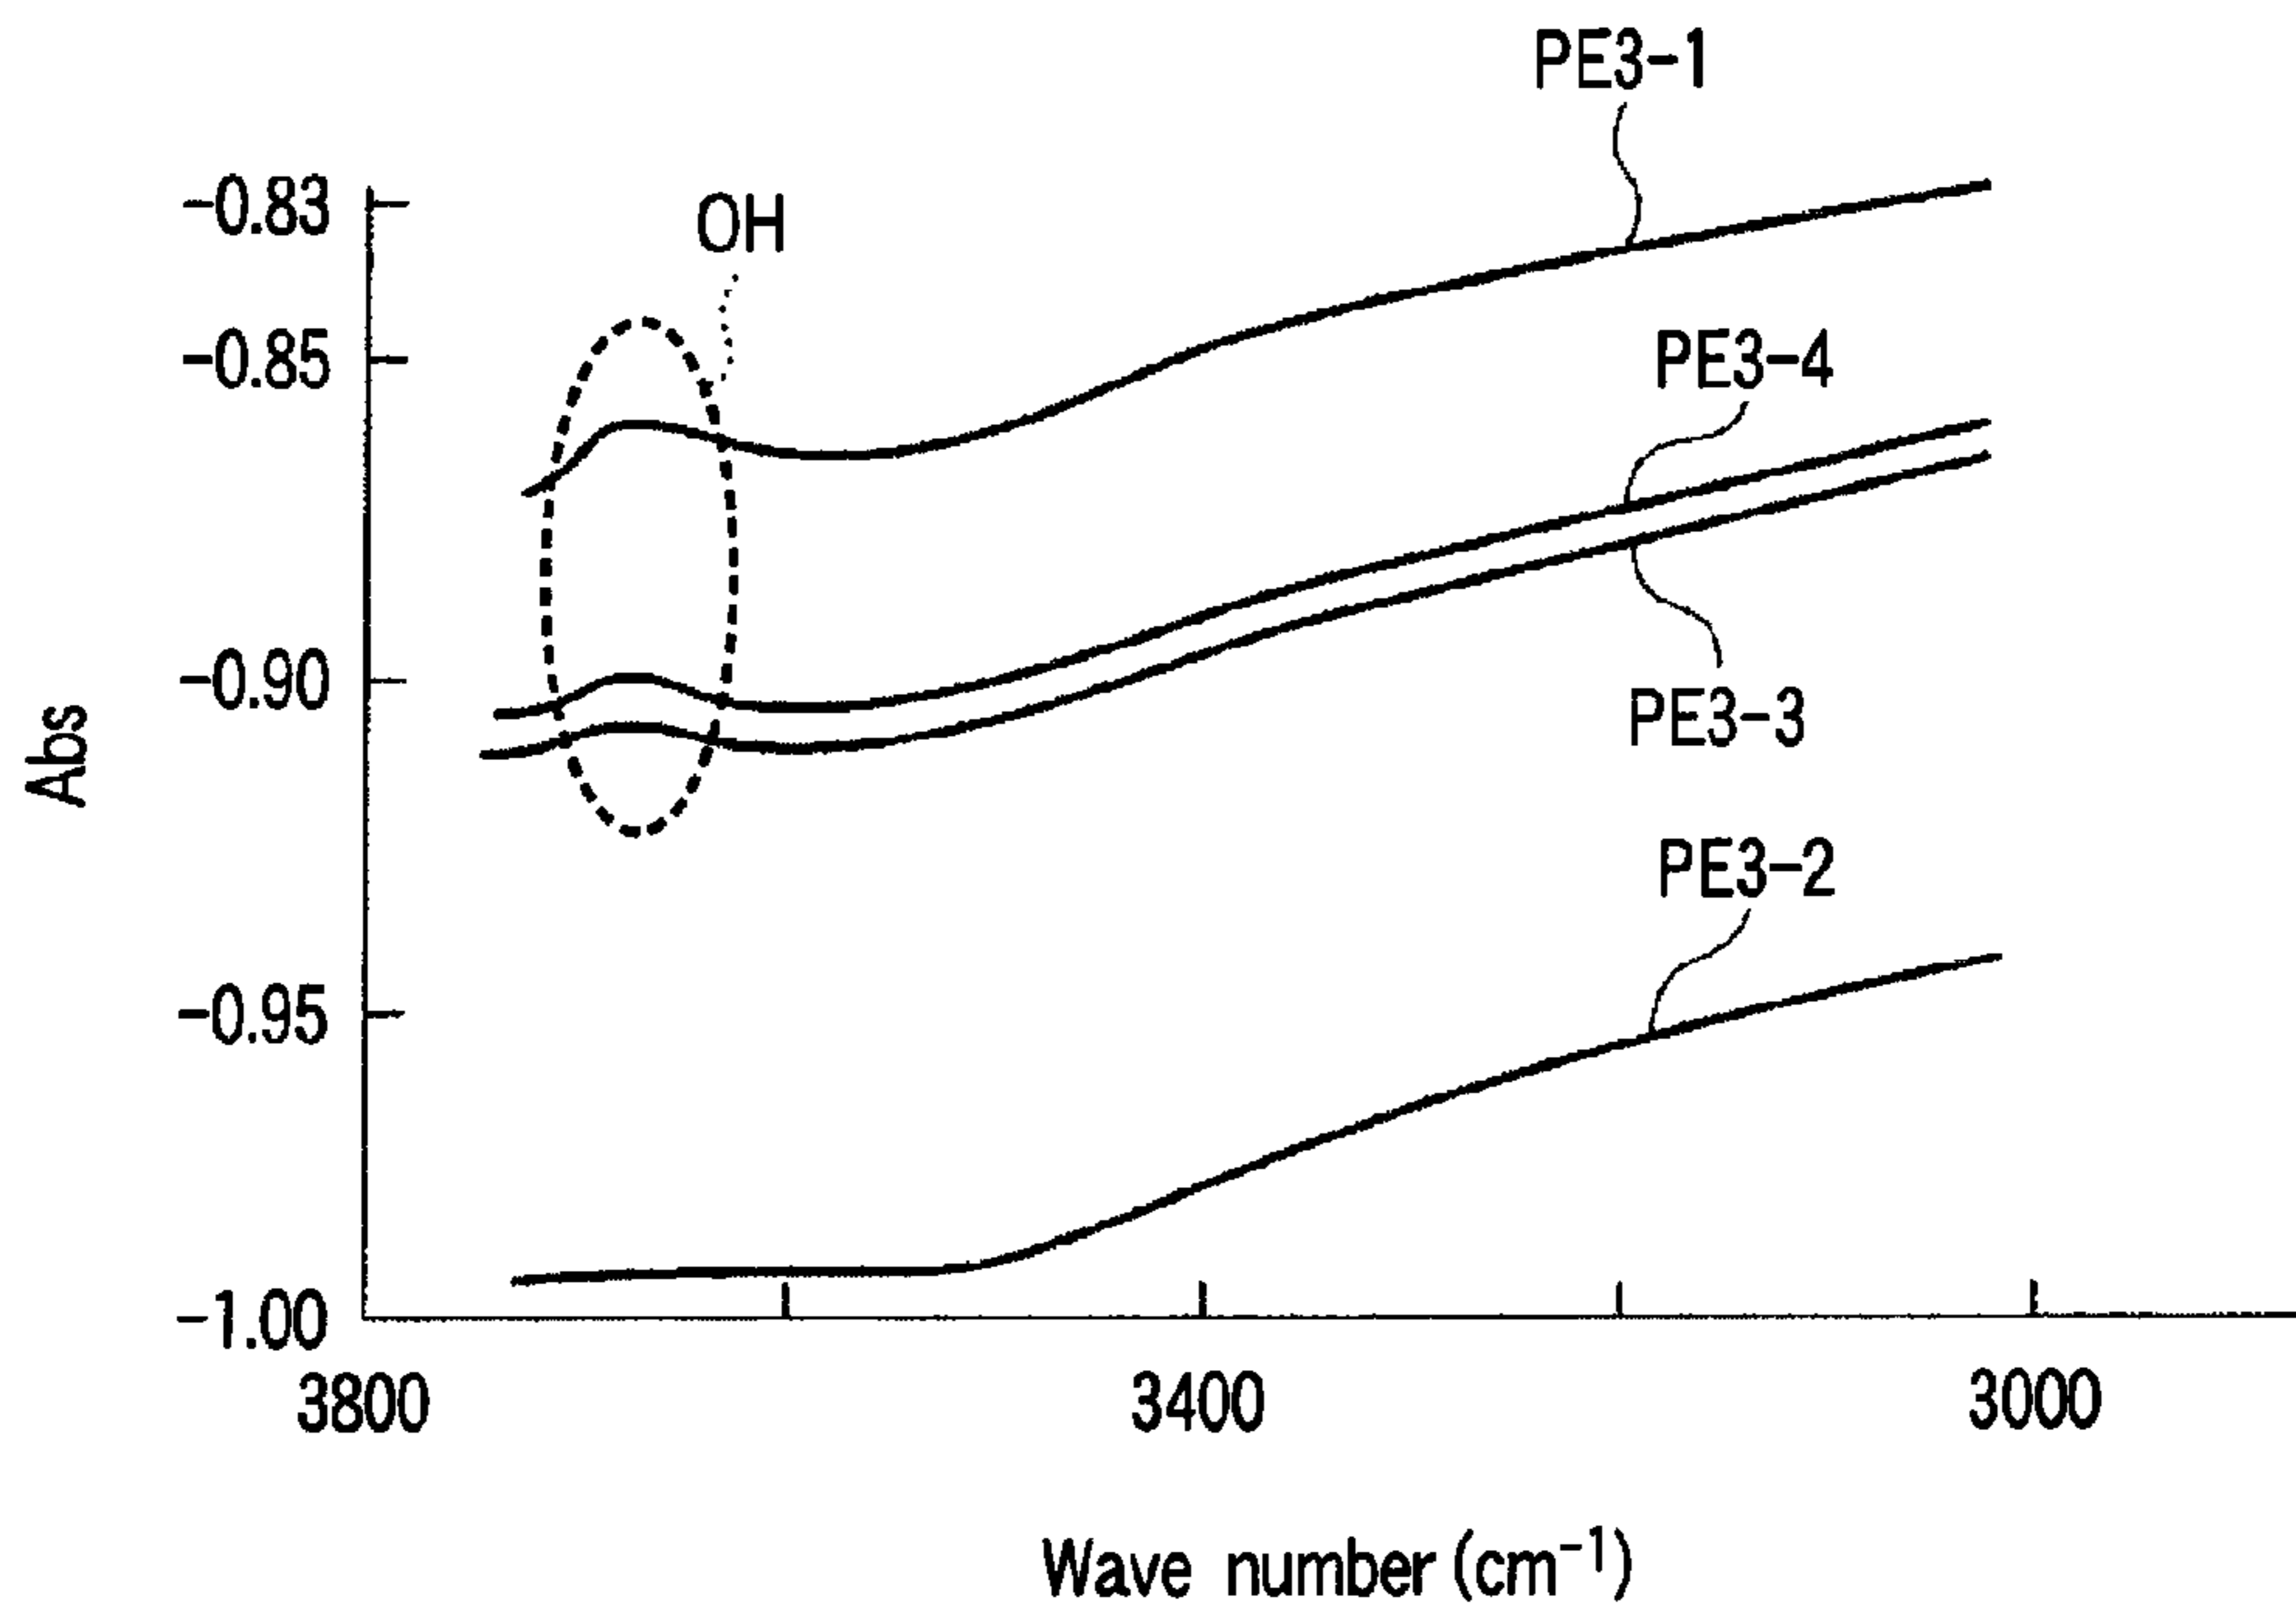 PE3-1
-0.83
OH
-0.85
PE3-4
-0.90
PE3-3
Abs
PE3-2
-0.95
-1.00
3800
3400
3000
Wave number (cm⁻¹)